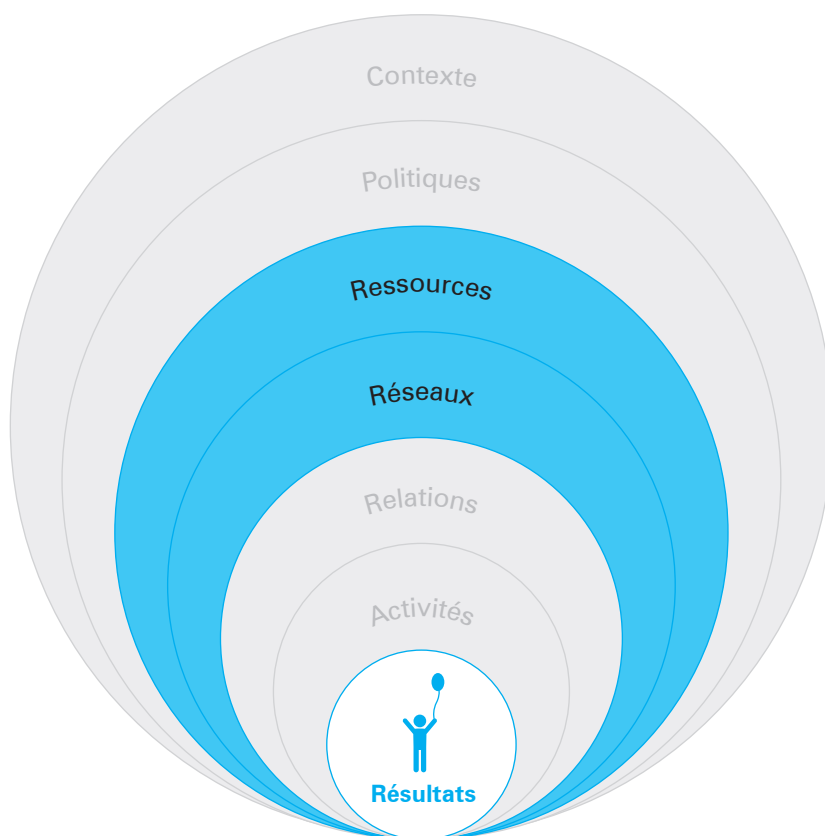 Contexte
Politiques
Ressources
Réseaux
Relations
Activités
Résultats